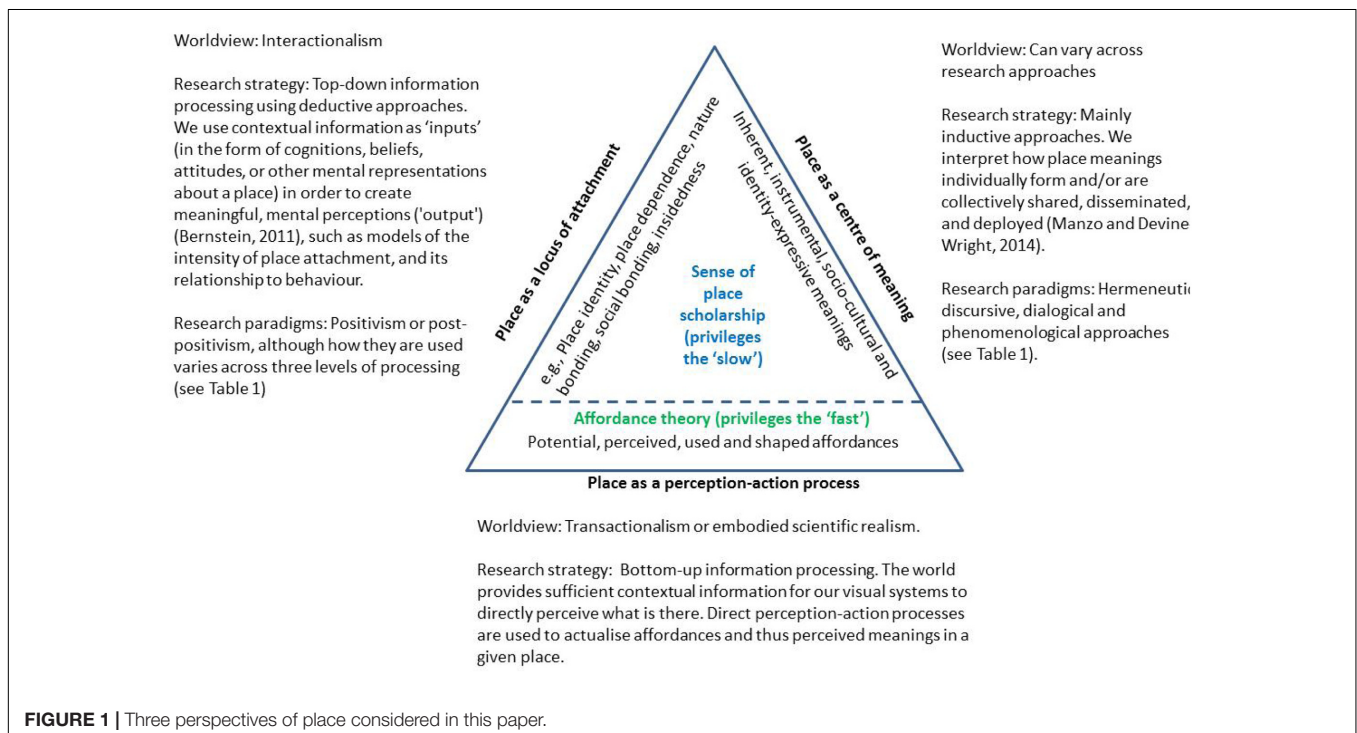 Worldview: Interactionalism
Research strategy: Top-down information
processing using deductive approaches.
We use contextual information as ‘inputs’
(in the form of cognitions, beliefs,
attitudes, or other mental representations
about a place) in order to create
meaningful, mental perceptions ('output')
(Bernstein, 2011), such as models of the
intensity of place attachment, and its
relationship to behaviour.
Research paradigms: Positivism or post-
positivism, although how they are used
varies across three levels of processing
(see Table 1)
Place as a locus of attachment
e.g., Place identity, place dependence, nature
bonding, social bonding, insidedness
Sense of
place
scholarship
(privileges
the ‘slow’)
Inherent, instrumental, socio-cultural and
identity-expressive meanings
Place as a centre of meaning
Worldview: Can vary across
research approaches
Research strategy: Mainly
inductive approaches. We
interpret how place meanings
individually form and/or are
collectively shared, disseminated,
and deployed (Manzo and Devine
Wright, 2014).
Research paradigms: Hermeneutic
discursive, dialogical and
phenomenological approaches
(see Table 1).
Affordance theory (privileges the ‘fast’)
Potential, perceived, used and shaped affordances
Place as a perception-action process
Worldview: Transactionalism or embodied scientific realism.
Research strategy: Bottom-up information processing. The world
provides sufficient contextual information for our visual systems to
directly perceive what is there. Direct perception-action processes
are used to actualise affordances and thus perceived meanings in a
given place.
FIGURE 1 | Three perspectives of place considered in this paper.